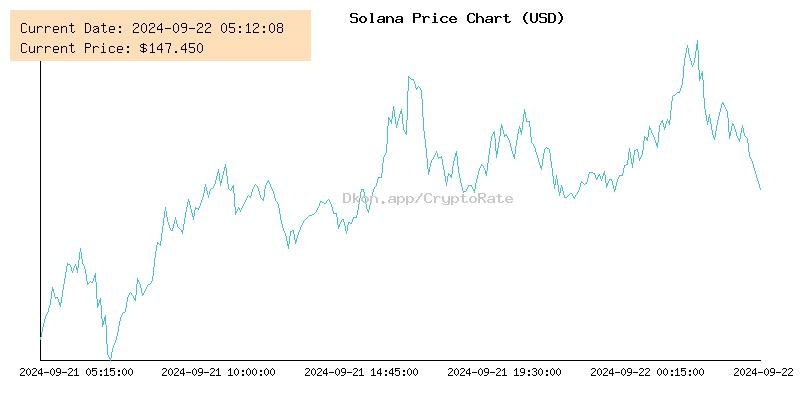 Solana Price Chart (USD)
Current Date: 2024-09-22 05:12:08
Current Price: $147.450
Dkon.app/CryptoRate
2024-09-21 05:15:00
2024-09-21 10:00:00
2024-09-21 14:45:00
2024-09-21 19:30:00
2024-09-22 00:15:00
2024-09-22